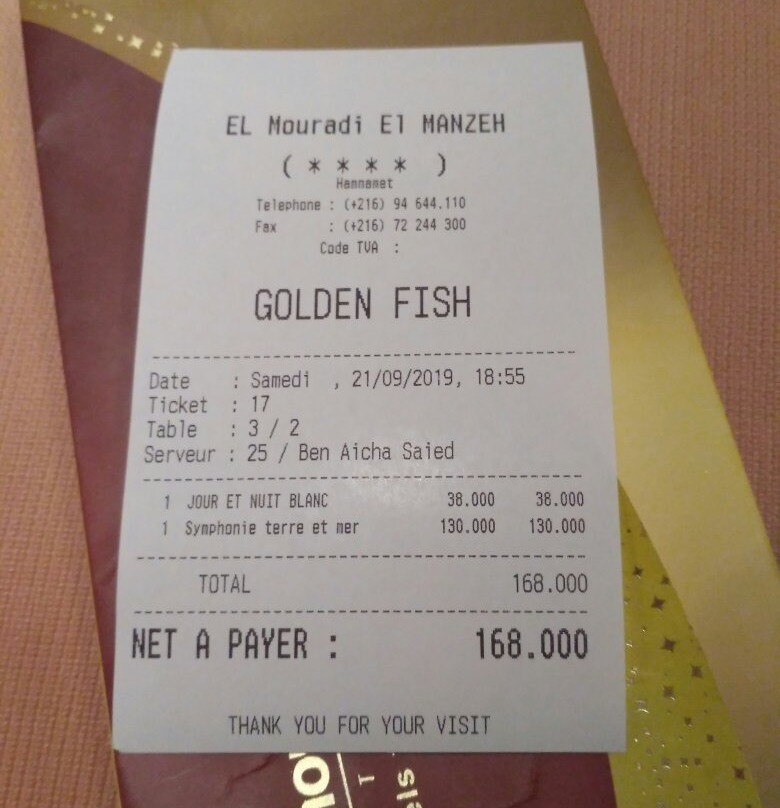 EL Mouradi El MANZEH
( * * * * )
Hammamet
Telephone : (+216) 94 644.110
Fax : (+216) 72 244 300
Code TVA :
GOLDEN FISH
Date : Samedi , 21/09/2019, 18:55
Ticket : 17
Table : 3 / 2
Serveur : 25 / Ben Aicha Saied
1 JOUR ET NUIT BLANC 38.000 38.000
1 Symphonie terre et mer 130.000 130.000
TOTAL 168.000
NET A PAYER : 168.000
THANK YOU FOR YOUR VISIT